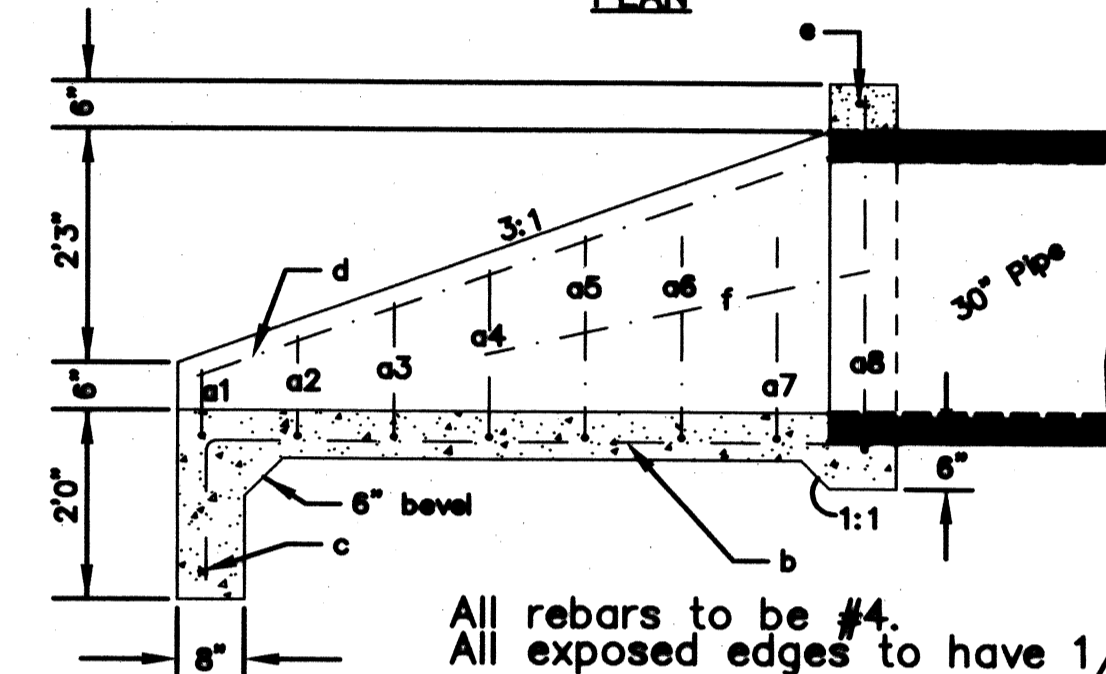 PLAN
e
6"
2'3"
3:1
d
a5
a6
f
30" Pipe
a4
a3
a2
a1
a7
a8
6"
2'0"
6" bevel
6"
1:1
c
b
8"
All rebars to be #4.
All exposed edges to have 1/